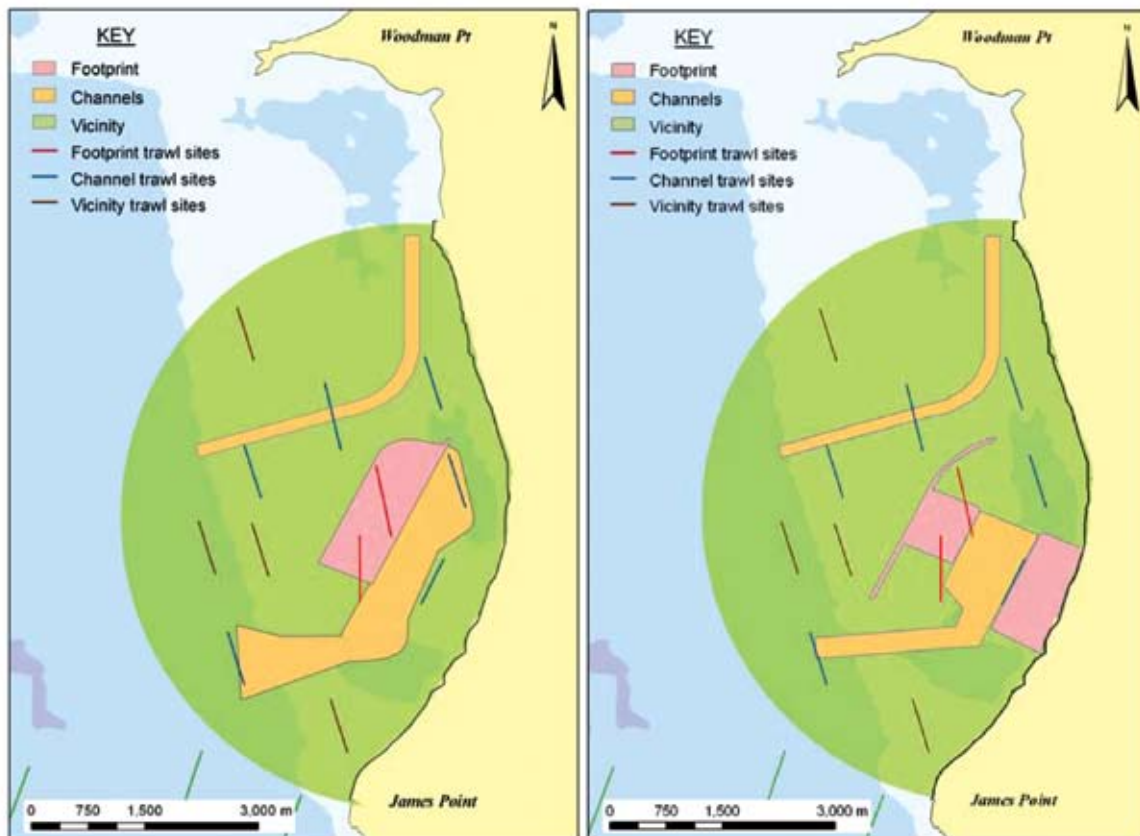 KEY
Woodman Pt
N
Footprint
Channels
Vicinity
Footprint trawl sites
Channel trawl sites
Vicinity trawl sites
0 750 1,500 3,000 m
James Point
KEY
Woodman Pt
N
Footprint
Channels
Vicinity
Footprint trawl sites
Channel trawl sites
Vicinity trawl sites
0 750 1,500 3,000 m
James Point